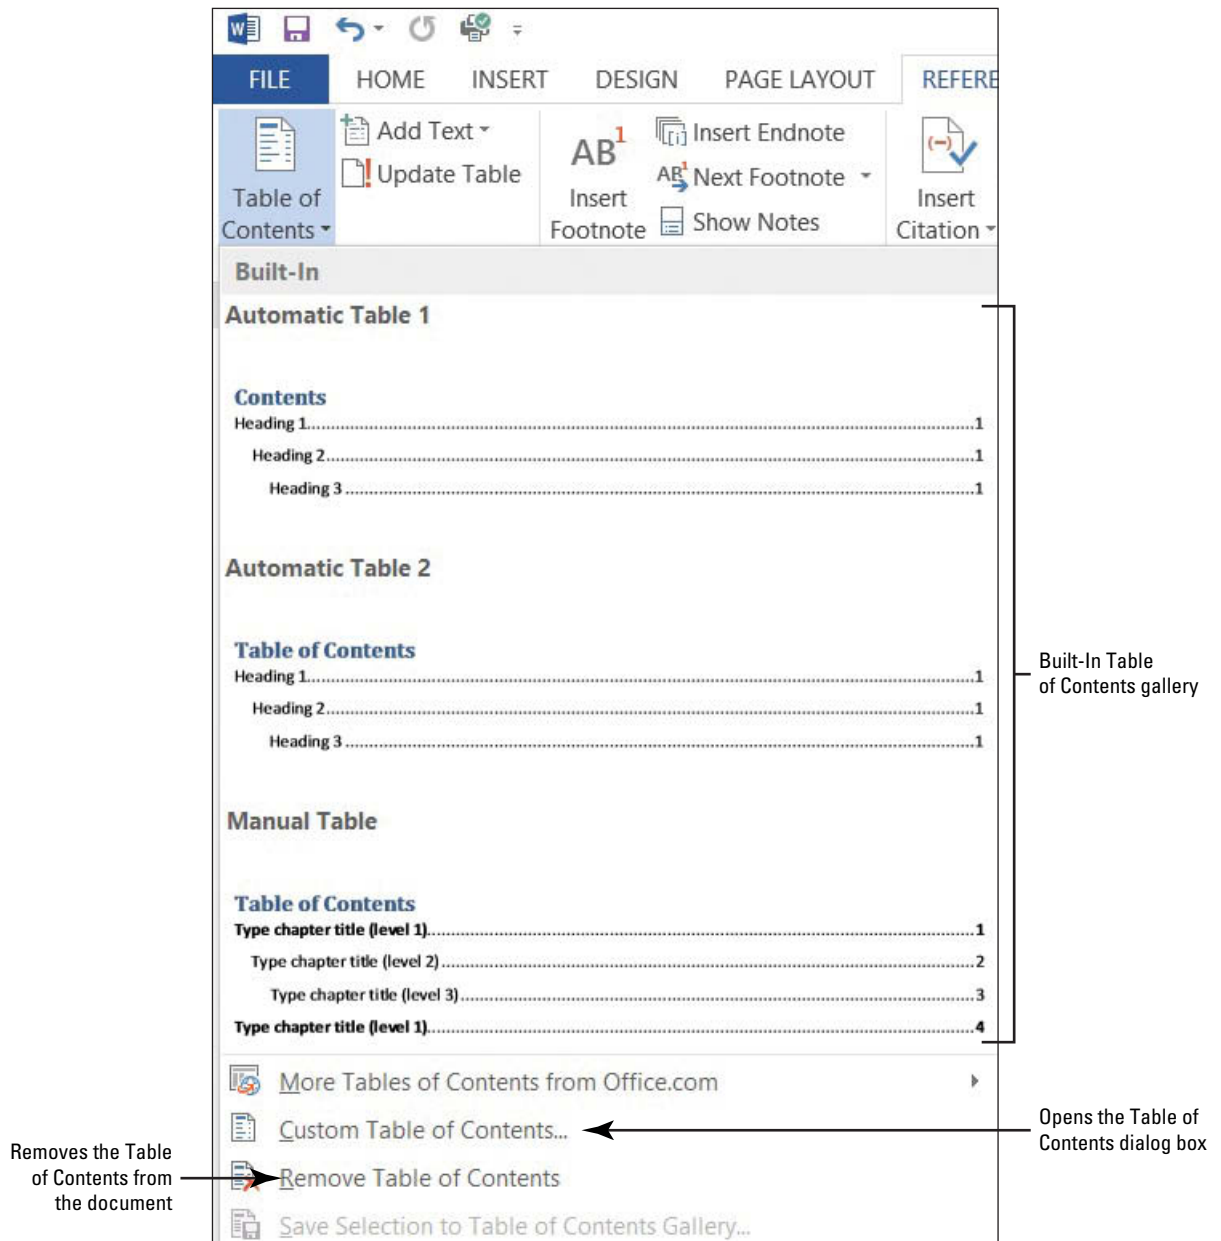 FILE HOME INSERT DESIGN PAGE LAYOUT REFERE
Table of
Contents
Add Text
Update Table
AB1
Insert
Footnote
[i] Insert Endnote
AB1 Next Footnote
Show Notes
(-)
Insert
Citation
Built-In
Automatic Table 1
Contents
Heading 1...1
Heading 2...1
Heading 3...1
Automatic Table 2
Table of Contents
Heading 1...1
Heading 2...1
Heading 3...1
Manual Table
Table of Contents
Type chapter title (level 1)...1
Type chapter title (level 2)...2
Type chapter title (level 3)...3
Type chapter title (level 1)...4
More Tables of Contents from Office.com
Custom Table of Contents...
Remove Table of Contents
Save Selection to Table of Contents Gallery...
Built-In Table
of Contents gallery
Opens the Table of
Contents dialog box
Removes the Table
of Contents from
the document